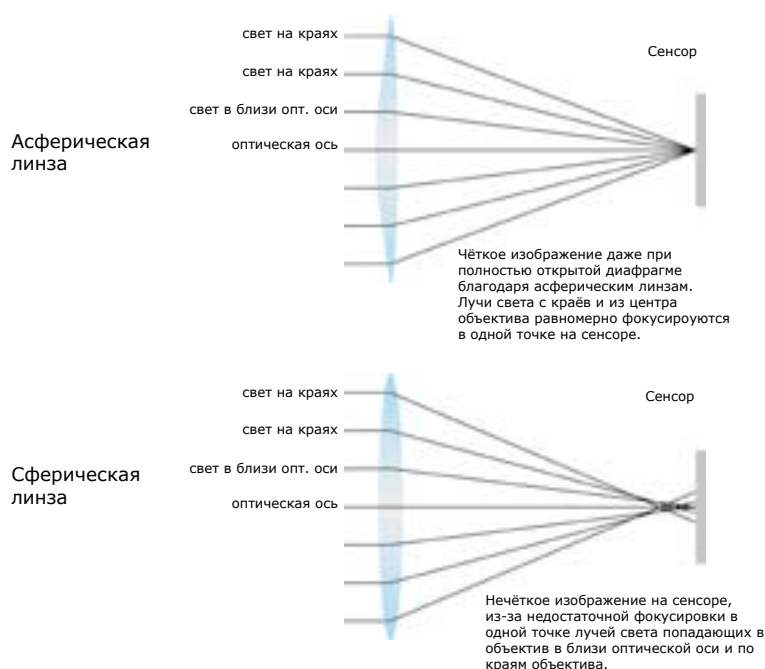 свет на краях
Сенсор
свет на краях
свет в близи опт. оси
Асферическая
линза
оптическая ось
Чёткое изображение даже при
полностью открытой диафрагме
благодаря асферическим линзам.
Лучи света с краёв и из центра
объектива равномерно фокусироуются
в одной точке на сенсоре.
свет на краях
Сенсор
свет на краях
свет в близи опт. оси
Сферическая
линза
оптическая ось
Нечёткое изображение на сенсоре,
из-за недостаточной фокусировки в
одной точке лучей света попадающих в
объектив в близи оптической оси и по
краям объектива.